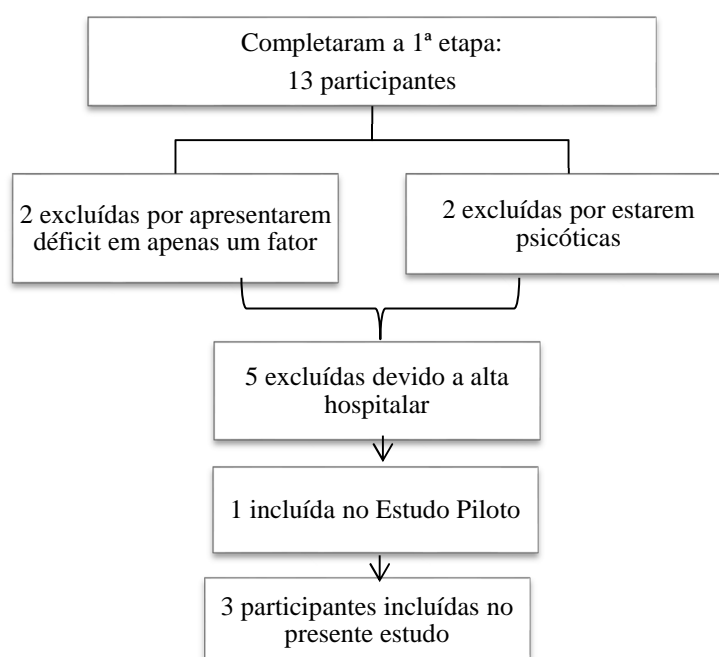 Completaram a 1ª etapa:
13 participantes
2 excluídas por apresentarem
déficit em apenas um fator
2 excluídas por estarem
psicóticas
5 excluídas devido a alta
hospitalar
1 incluída no Estudo Piloto
3 participantes incluídas no
presente estudo